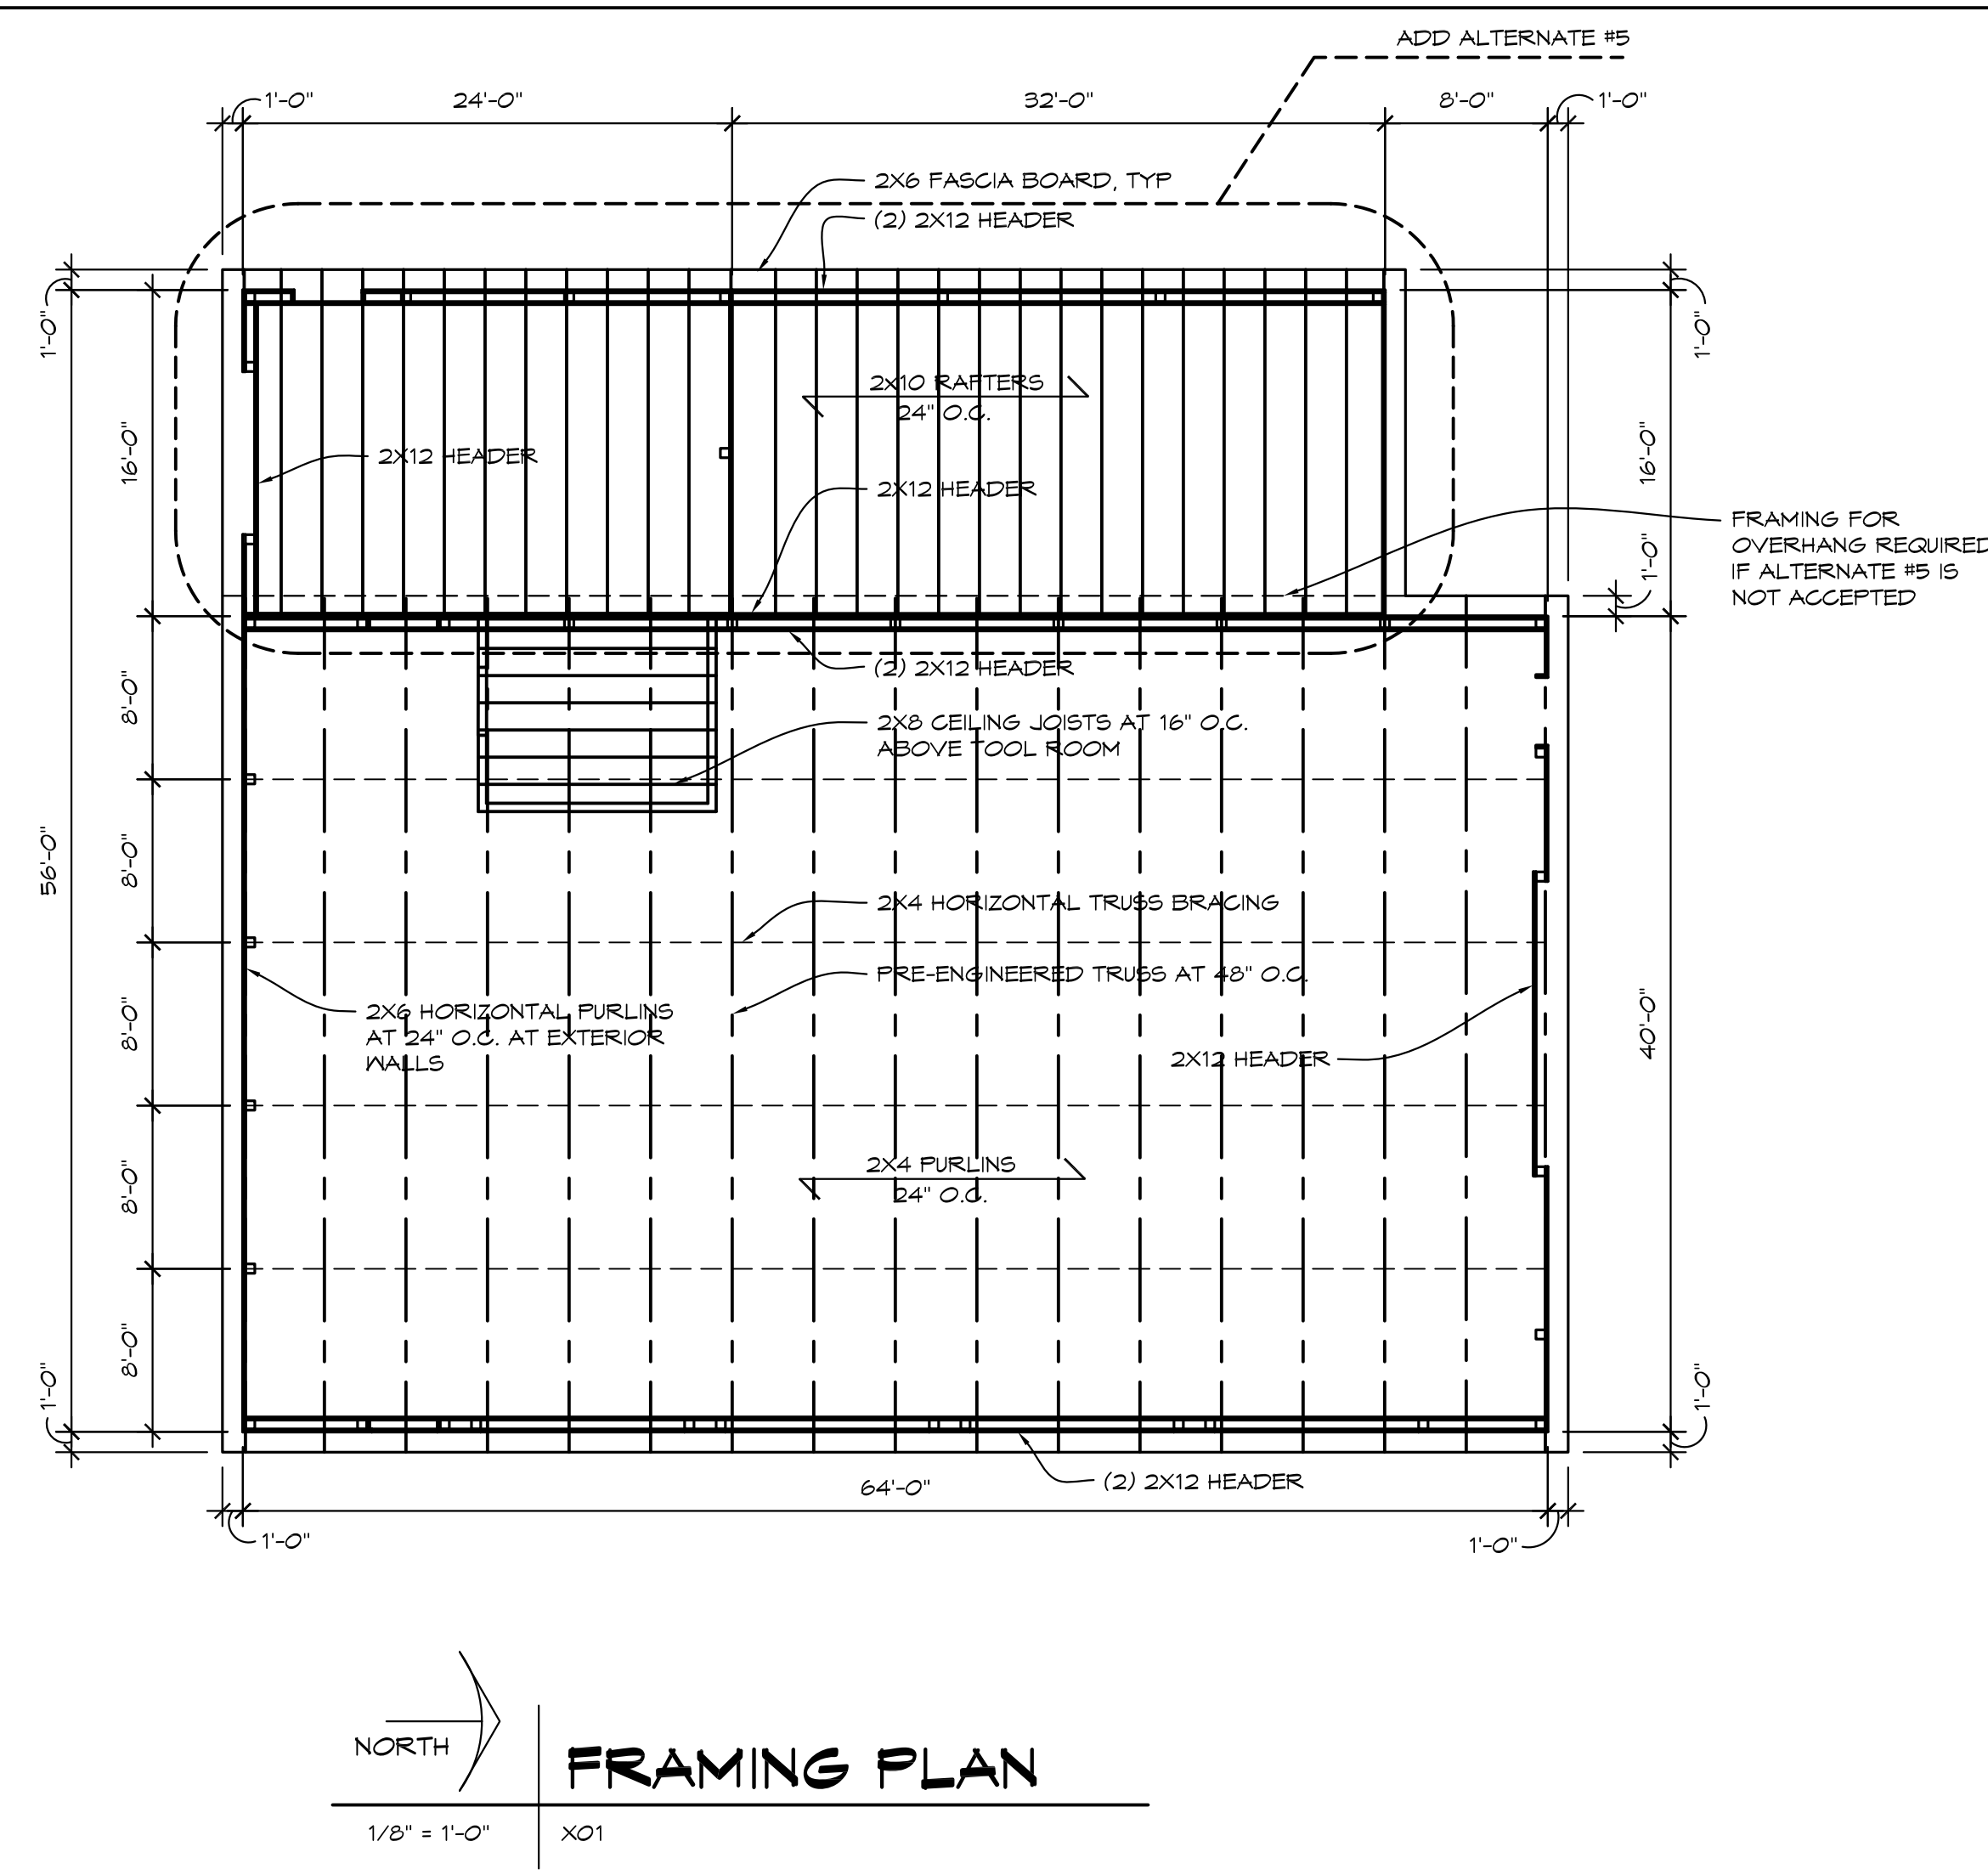 ADD ALTERNATE #5
1'-0" 24'-0" 32'-0" 8'-0" 1'-0"
2X6 FASCIA BOARD, TYP
(2) 2X12 HEADER
1'-0"
1'-0"
2X10 RAFTERS
24" O.C.
16'-0"
16'-0"
2X12 HEADER
2X12 HEADER
FRAMING FOR
OVERHANG REQUIRED
IF ALTERNATE #5 IS
NOT ACCEPTED
1'-0"
(2) 2X12 HEADER
8'-0"
2X8 CEILING JOISTS AT 16" O.C.
ABOVE TOOL ROOM
56'-0"
8'-0"
2X4 HORIZONTAL TRUSS BRACING
PRE-ENGINEERED TRUSS AT 48" O.C.
2X6 HORIZONTAL PURLINS
AT 24" O.C. AT EXTERIOR
WALLS
8'-0"
40'-0"
2X12 HEADER
2X4 PURLINS
24" O.C.
8'-0"
8'-0"
1'-0"
1'-0"
64'-0"
(2) 2X12 HEADER
1'-0"
1'-0"
NORTH
FRAMING PLAN
1/8" = 1'-0"
X01